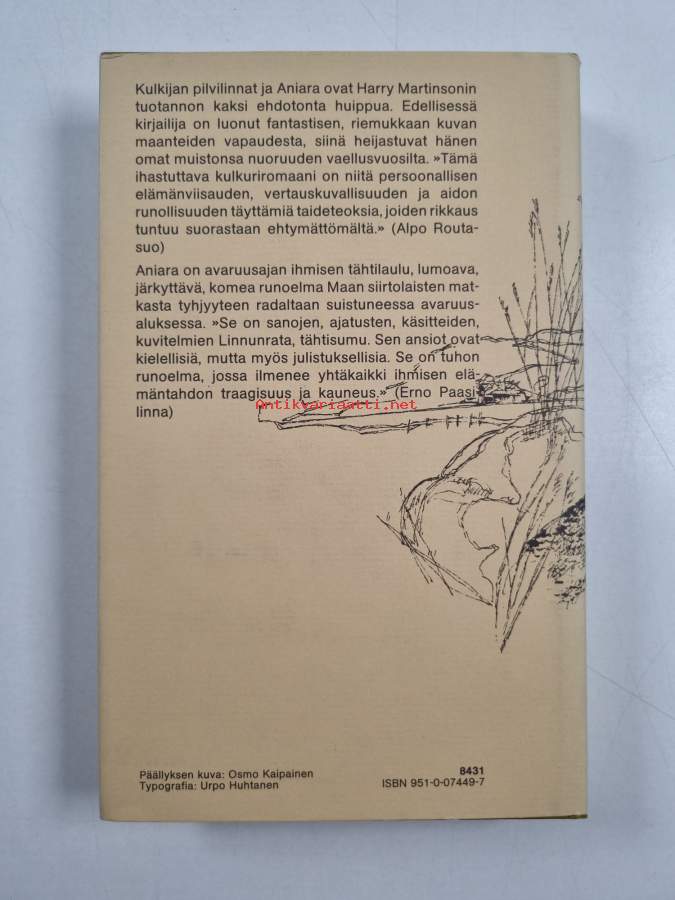 Kulkijan pilvilinnat ja Aniara ovat Harry Martinsonin
tuotannon kaksi ehdotonta huippua. Edellisessä
kirjailija on luonut fantastisen, riemukkaan kuvan
maanteiden vapaudesta, siinä heijastuvat hänen
omat muistonsa nuoruuden vaellusvuosilta. »Tämä
ihastuttava kulkuriromaani on niitä persoonallisen
elämänviisauden, vertauskuvallisuuden ja aidon
runollisuuden täyttämiä taideteoksia, joiden rikkaus
tuntuu suorastaan ehtymättömältä.» (Alpo Routa-
suo)
Aniara on avaruusajan ihmisen tähtilaulu, lumoava,
järkyttävä, komea runoelma Maan siirtolaisten mat-
kasta tyhjyyteen radaltaan suistuneessa avaruus-
aluksessa. »Se on sanojen, ajatusten, käsitteiden,
kuvitelmien Linnunrata, tähtisumu. Sen ansiot ovat
kielellisiä, mutta myös julistuksellisia. Se on tuhon
runoelma, jossa ilmenee yhtäkaikki ihmisen elä-
mäntahdon traagisuus ja kauneus.» (Erno Paasi-
linna)
Antikvariaatti.net
Päällyksen kuva: Osmo Kaipainen
Typografia: Urpo Huhtanen
8431
ISBN 951-0-07449-7